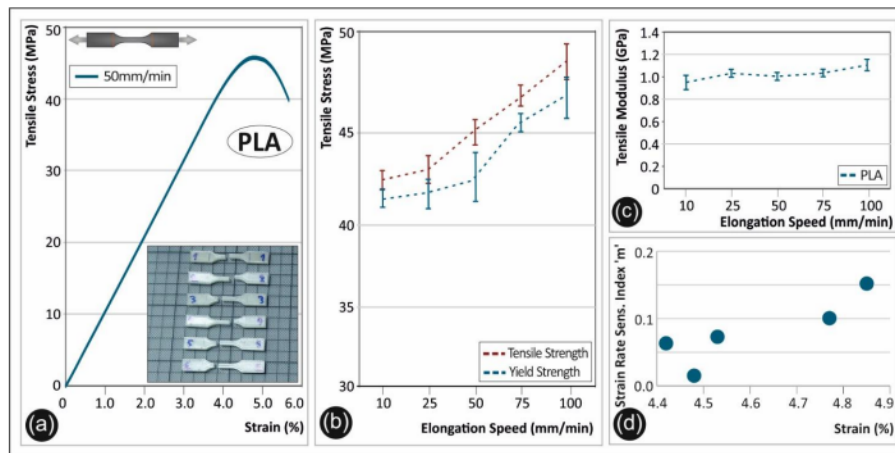 Tensile Stress (MPa)
50
40
30
20
10
0
50mm/min
PLA
0
1.0
2.0
3.0
4.0
5.0
6.0
(a)
Strain (%)
Tensile Stress (MPa)
50
45
40
35
30
Tensile Strength
Yield Strength
10
25
50
75
100
(b)
Elongation Speed (mm/min)
Tensile Modulus (GPa)
1.4
1.2
1.0
0.8
0.6
0.4
0.2
0
PLA
10
25
50
75
100
(c)
Elongation Speed (mm/min)
Strain Rate Sens. Index 'm'
0.2
0.1
0.0
4.4
4.5
4.6
4.7
4.8
4.9
(d)
Strain (%)